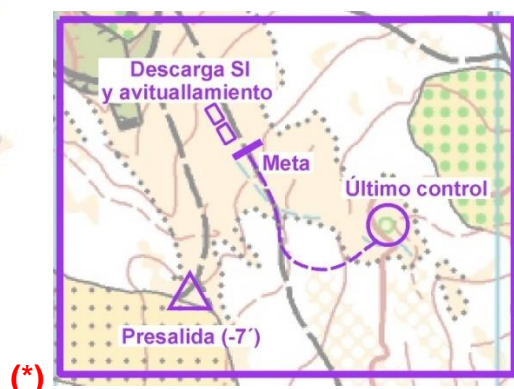 Descarga SI
y avituallamiento
Meta
Último control
Presalida (-7´)
(*)